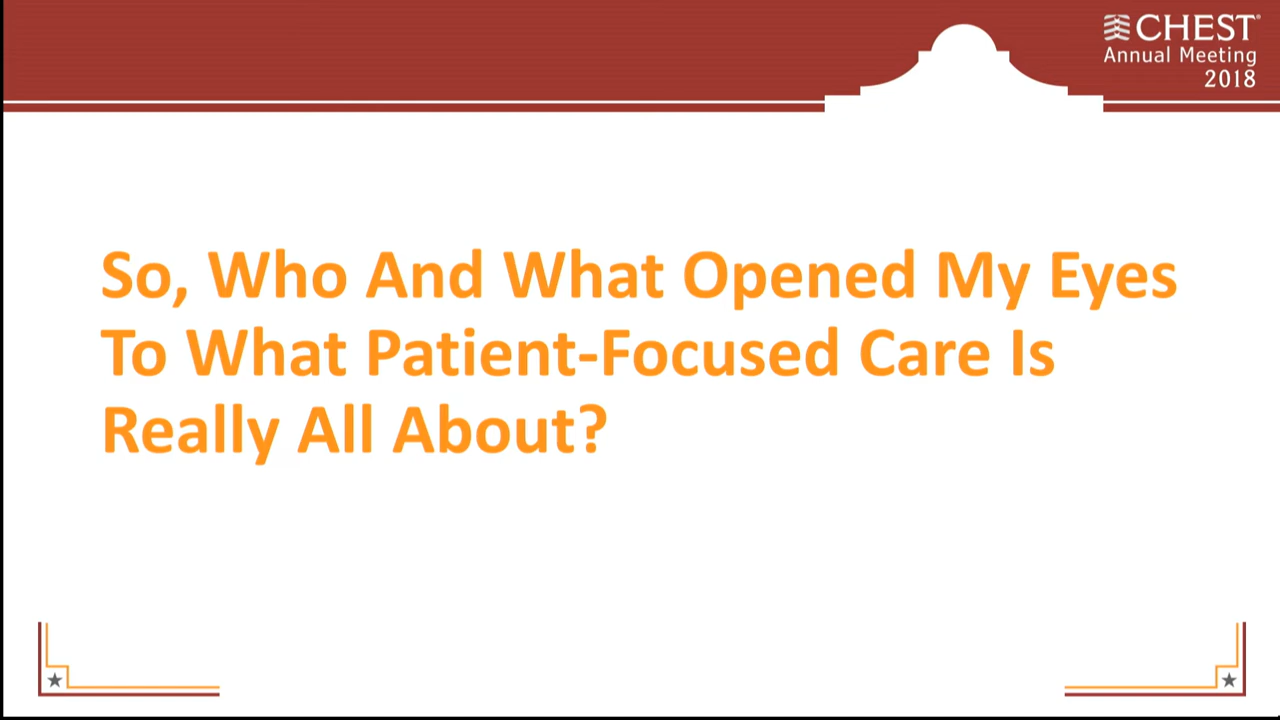 CHEST
Annual Meeting
2018
So, Who And What Opened My Eyes
To What Patient-Focused Care Is
Really All About?